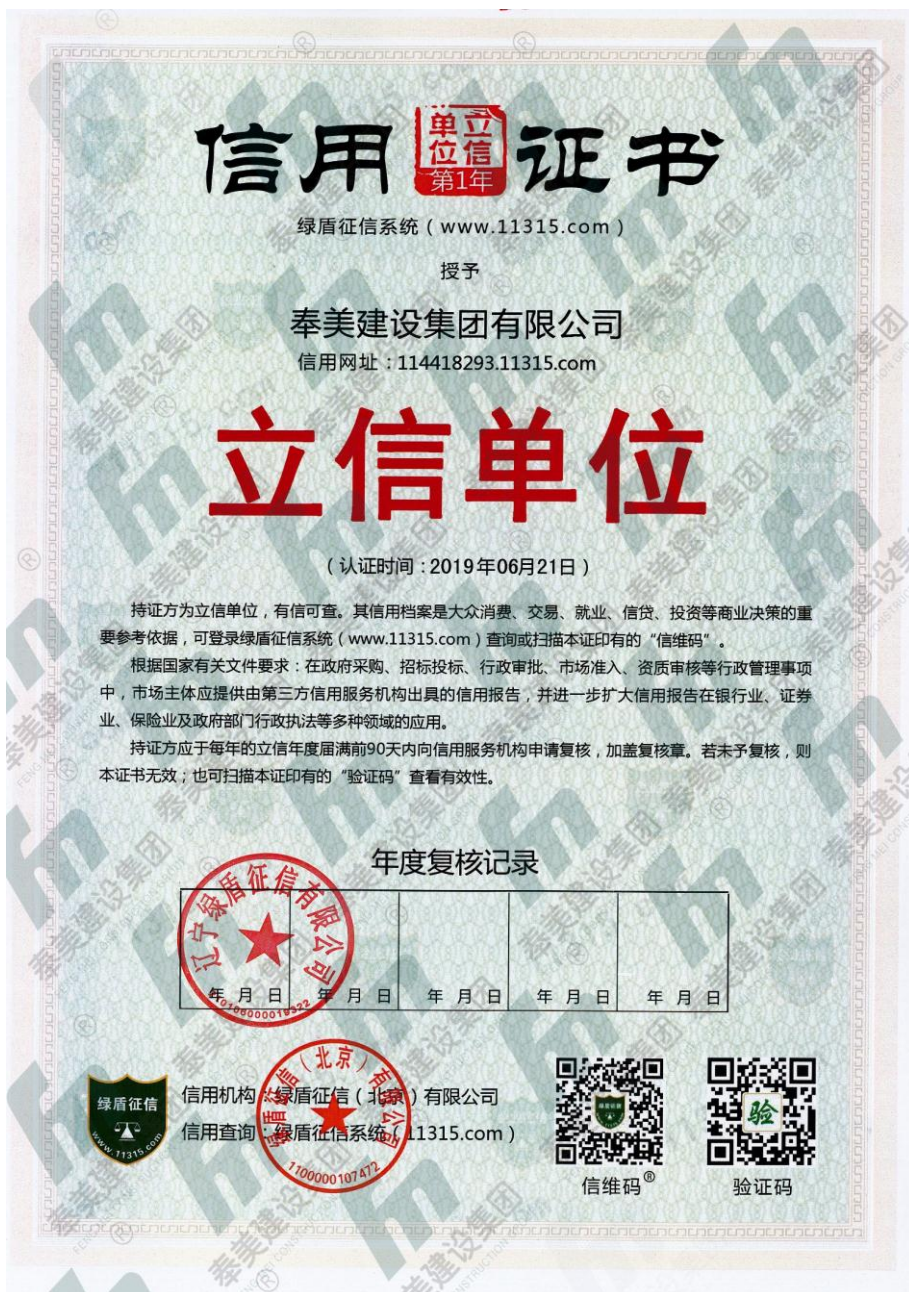 信用
立信
单位
第1年
证书
绿盾征信系统（www.11315.com）
授予
奉美建设集团有限公司
信用网址：114418293.11315.com
立信单位
（认证时间：2019年06月21日）
持证方为立信单位，有信可查。其信用档案是大众消费、交易、就业、信贷、投资等商业决策的重
要参考依据，可登录绿盾征信系统（www.11315.com）查询或扫描本证印有的“信维码”。
根据国家有关文件要求：在政府采购、招标投标、行政审批、市场准入、资质审核等行政管理事项
中，市场主体应提供由第三方信用服务机构出具的信用报告，并进一步扩大信用报告在银行业、证券
业、保险业及政府部门行政执法等多种领域的应用。
持证方应于每年的立信年度届满前90天内向信用服务机构申请复核，加盖复核章。若未予复核，则
本证书无效；也可扫描本证印有的“验证码”查看有效性。
年度复核记录
辽宁绿盾征信有限公司
年 月 日 年 月 日 年 月 日 年 月 日 年 月 日
绿盾征信
www.11315.com
信用机构：绿盾征信（北京）有限公司
信用查询：绿盾征信系统（11315.com）
绿盾征信（北京）有限公司
1100000107472
验
信维码®
验证码
奉美建设集团